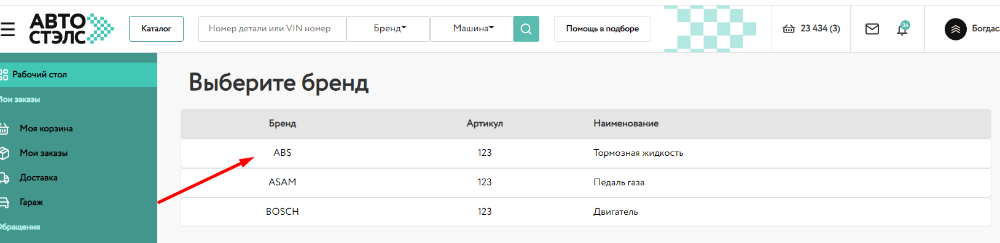 АВТО
СТЭЛС
Каталог
Номер детали или VIN номер
Бренд
Машина
Помощь в подборе
23 434 (3)
34
Рабочий стол
Мои заказы
Моя корзина
Мои заказы
Доставка
Гараж
Обращения
Выберите бренд
Бренд Артикул Наименование
ABS 123 Тормозная жидкость
ASAM 123 Педаль газа
BOSCH 123 Двигатель